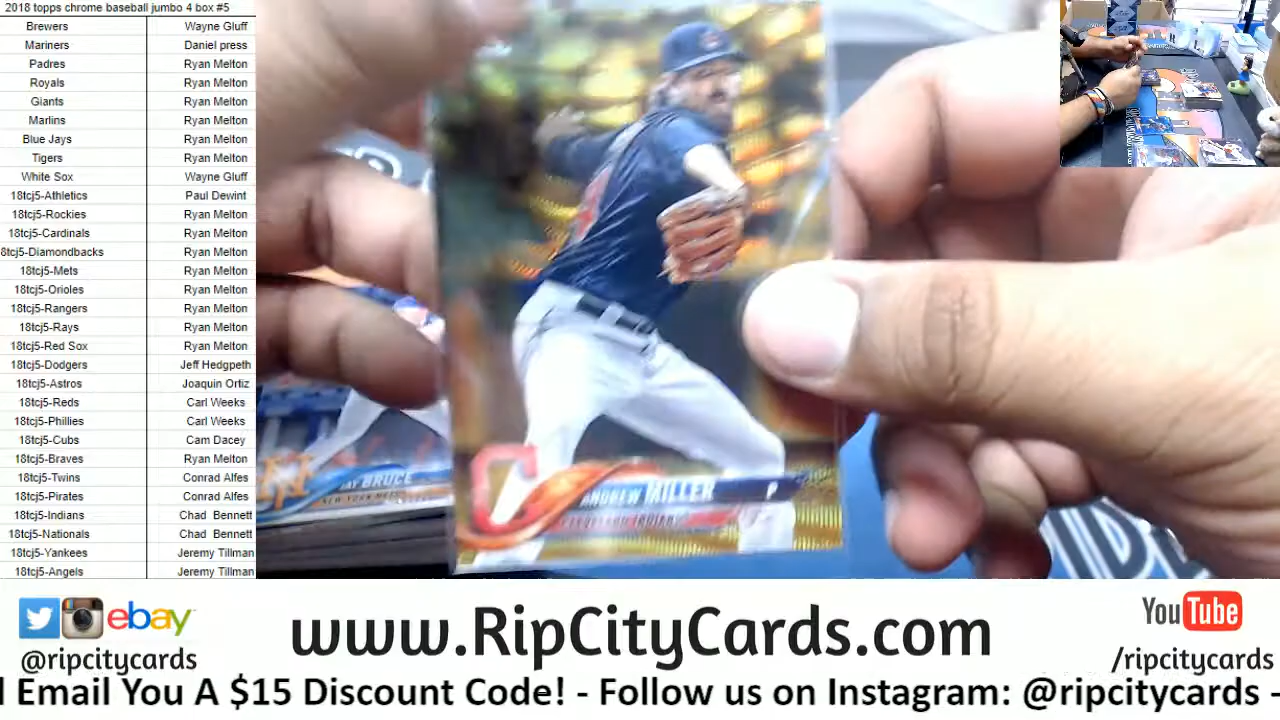 2018 topps chrome baseball jumbo 4 box #5
Brewers Wayne Gluff
Mariners Daniel press
Padres Ryan Melton
Royals Ryan Melton
Giants Ryan Melton
Marlins Ryan Melton
Blue Jays Ryan Melton
Tigers Ryan Melton
White Sox Wayne Gluff
18tcj5-Athletics Paul Dewint
18tcj5-Rockies Ryan Melton
18tcj5-Cardinals Ryan Melton
8tcj5-Diamondbacks Ryan Melton
18tcj5-Mets Ryan Melton
18tcj5-Orioles Ryan Melton
18tcj5-Rangers Ryan Melton
18tcj5-Rays Ryan Melton
18tcj5-Red Sox Ryan Melton
18tcj5-Dodgers Jeff Hedgpeth
18tcj5-Astros Joaquin Ortiz
18tcj5-Reds Carl Weeks
18tcj5-Phillies Carl Weeks
18tcj5-Cubs Cam Dacey
18tcj5-Braves Ryan Melton
18tcj5-Twins Conrad Alfes
18tcj5-Pirates Conrad Alfes
18tcj5-Indians Chad Bennett
18tcj5-Nationals Chad Bennett
18tcj5-Yankees Jeremy Tillman
18tcj5-Angels Jeremy Tillman
JAY BRUCE
NEW YORK METS
ANDREW MILLER P
CLEVELAND INDIANS
ebay
@ripcitycards
www.RipCityCards.com
YouTube
/ripcitycards
l Email You A $15 Discount Code! - Follow us on Instagram: @ripcitycards -